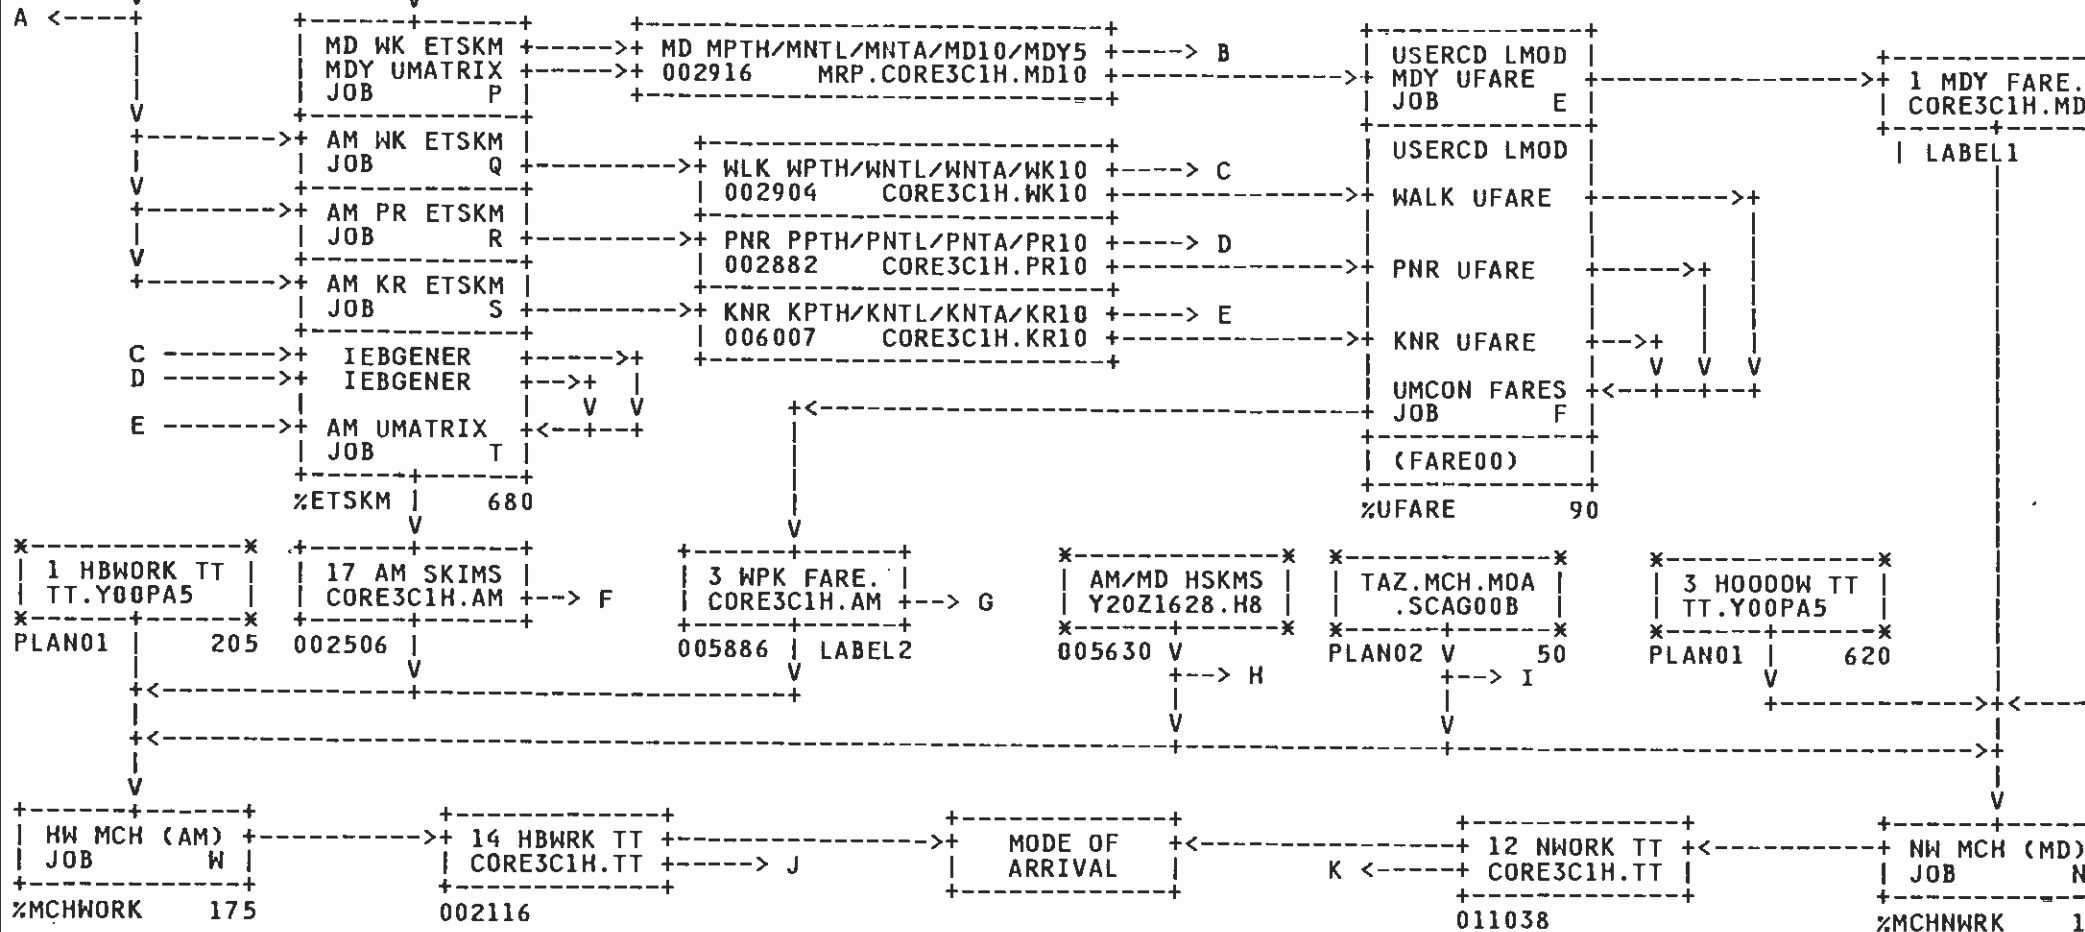 A <----+
MD WK ETSKM
MDY UMATRIX
JOB P
MD MPTH/MNTL/MNTA/MD10/MDY5
002916 MRP.CORE3C1H.MD10
B
USERCD LMOD
MDY UFARE
JOB E
1 MDY FARE.
CORE3C1H.MD
LABEL1
AM WK ETSKM
JOB Q
WLK WPTH/WNTL/WNTA/WK10
002904 CORE3C1H.WK10
C
USERCD LMOD
WALK UFARE
AM PR ETSKM
JOB R
PNR PPTH/PNTL/PNTA/PR10
002882 CORE3C1H.PR10
D
PNR UFARE
AM KR ETSKM
JOB S
KNR KPTH/KNTL/KNTA/KR10
006007 CORE3C1H.KR10
E
KNR UFARE
C
D
E
IEBGENER
IEBGENER
AM UMATRIX
JOB T
UMCON FARES
JOB F
(FARE00)
%ETSKM 680
%UFARE 90
1 HBWORK TT
TT.Y00PA5
PLAN01 205
17 AM SKIMS
CORE3C1H.AM
F
002506
3 WPK FARE.
CORE3C1H.AM
G
005886 LABEL2
AM/MD HSKMS
Y20Z1628.H8
005630
H
TAZ.MCH.MOA
.SCAG00B
PLAN02 50
I
3 HOOOOW TT
TT.Y00PA5
PLAN01 620
HW MCH (AM)
JOB W
%MCHWORK 175
14 HBWRK TT
CORE3C1H.TT
J
002116
MODE OF
ARRIVAL
K
12 NWORK TT
CORE3C1H.TT
011038
NW MCH (MD)
JOB N
%MCHNWRK 1